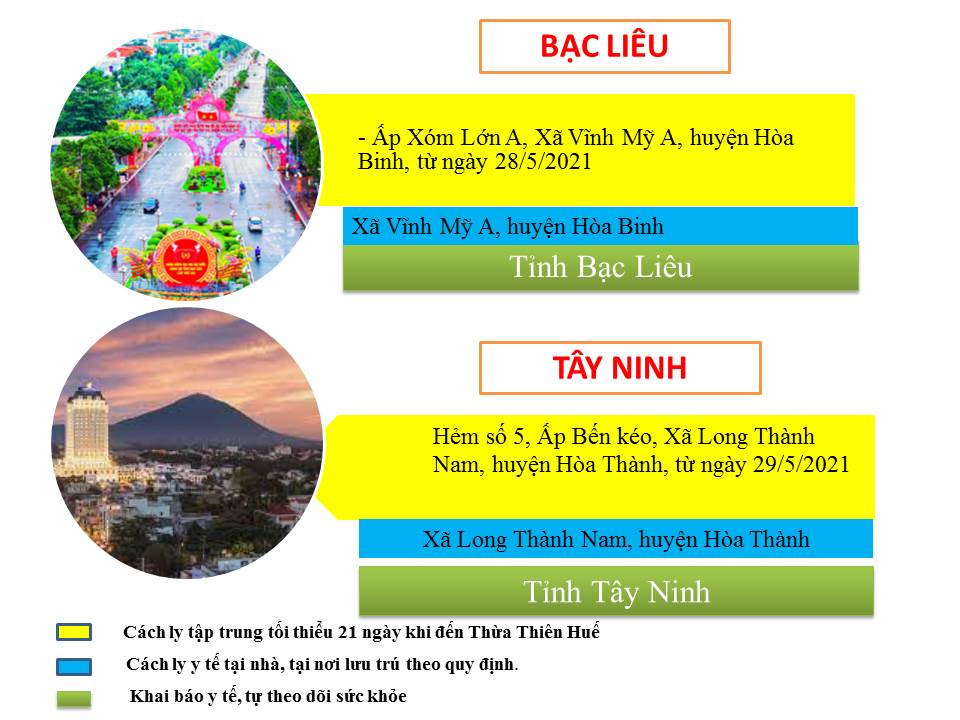 BẠC LIÊU
- Ấp Xóm Lớn A, Xã Vĩnh Mỹ A, huyện Hòa
Binh, từ ngày 28/5/2021
Xã Vĩnh Mỹ A, huyện Hòa Binh
Tỉnh Bạc Liêu
TÂY NINH
Hẻm số 5, Ấp Bến kéo, Xã Long Thành
Nam, huyện Hòa Thành, từ ngày 29/5/2021
Xã Long Thành Nam, huyện Hòa Thành
Tỉnh Tây Ninh
Cách ly tập trung tối thiểu 21 ngày khi đến Thừa Thiên Huế
Cách ly y tế tại nhà, tại nơi lưu trú theo quy định.
Khai báo y tế, tự theo dõi sức khỏe